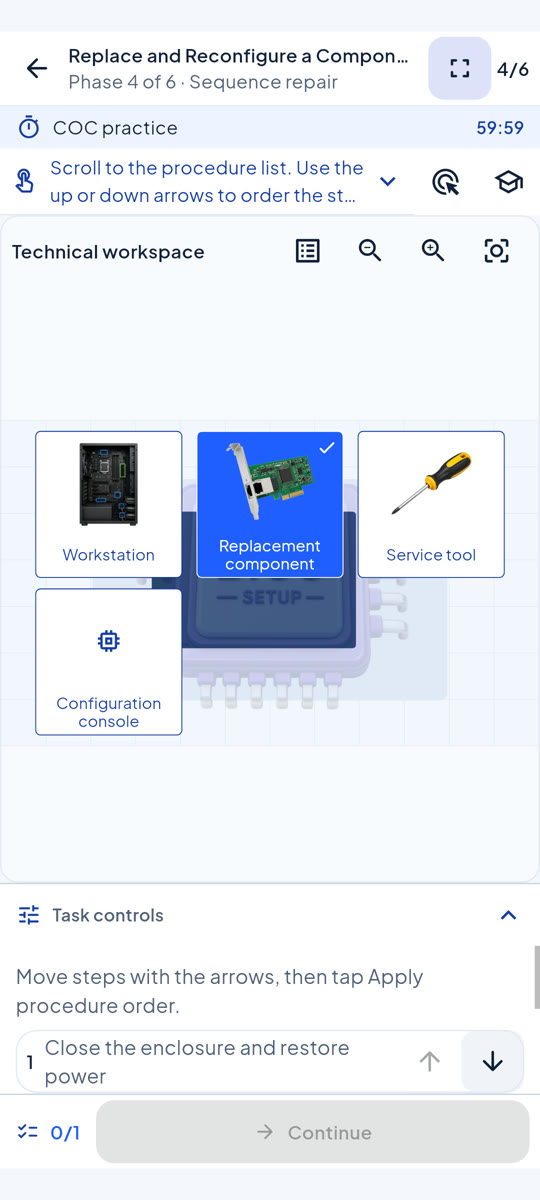 Replace and Reconfigure a Compon...
Phase 4 of 6 · Sequence repair
4/6
COC practice
59:59
Scroll to the procedure list. Use the
up or down arrows to order the st...
Technical workspace
Workstation
Replacement
component
Service tool
— SETUP —
Configuration
console
Task controls
Move steps with the arrows, then tap Apply
procedure order.
1
Close the enclosure and restore
power
0/1
Continue